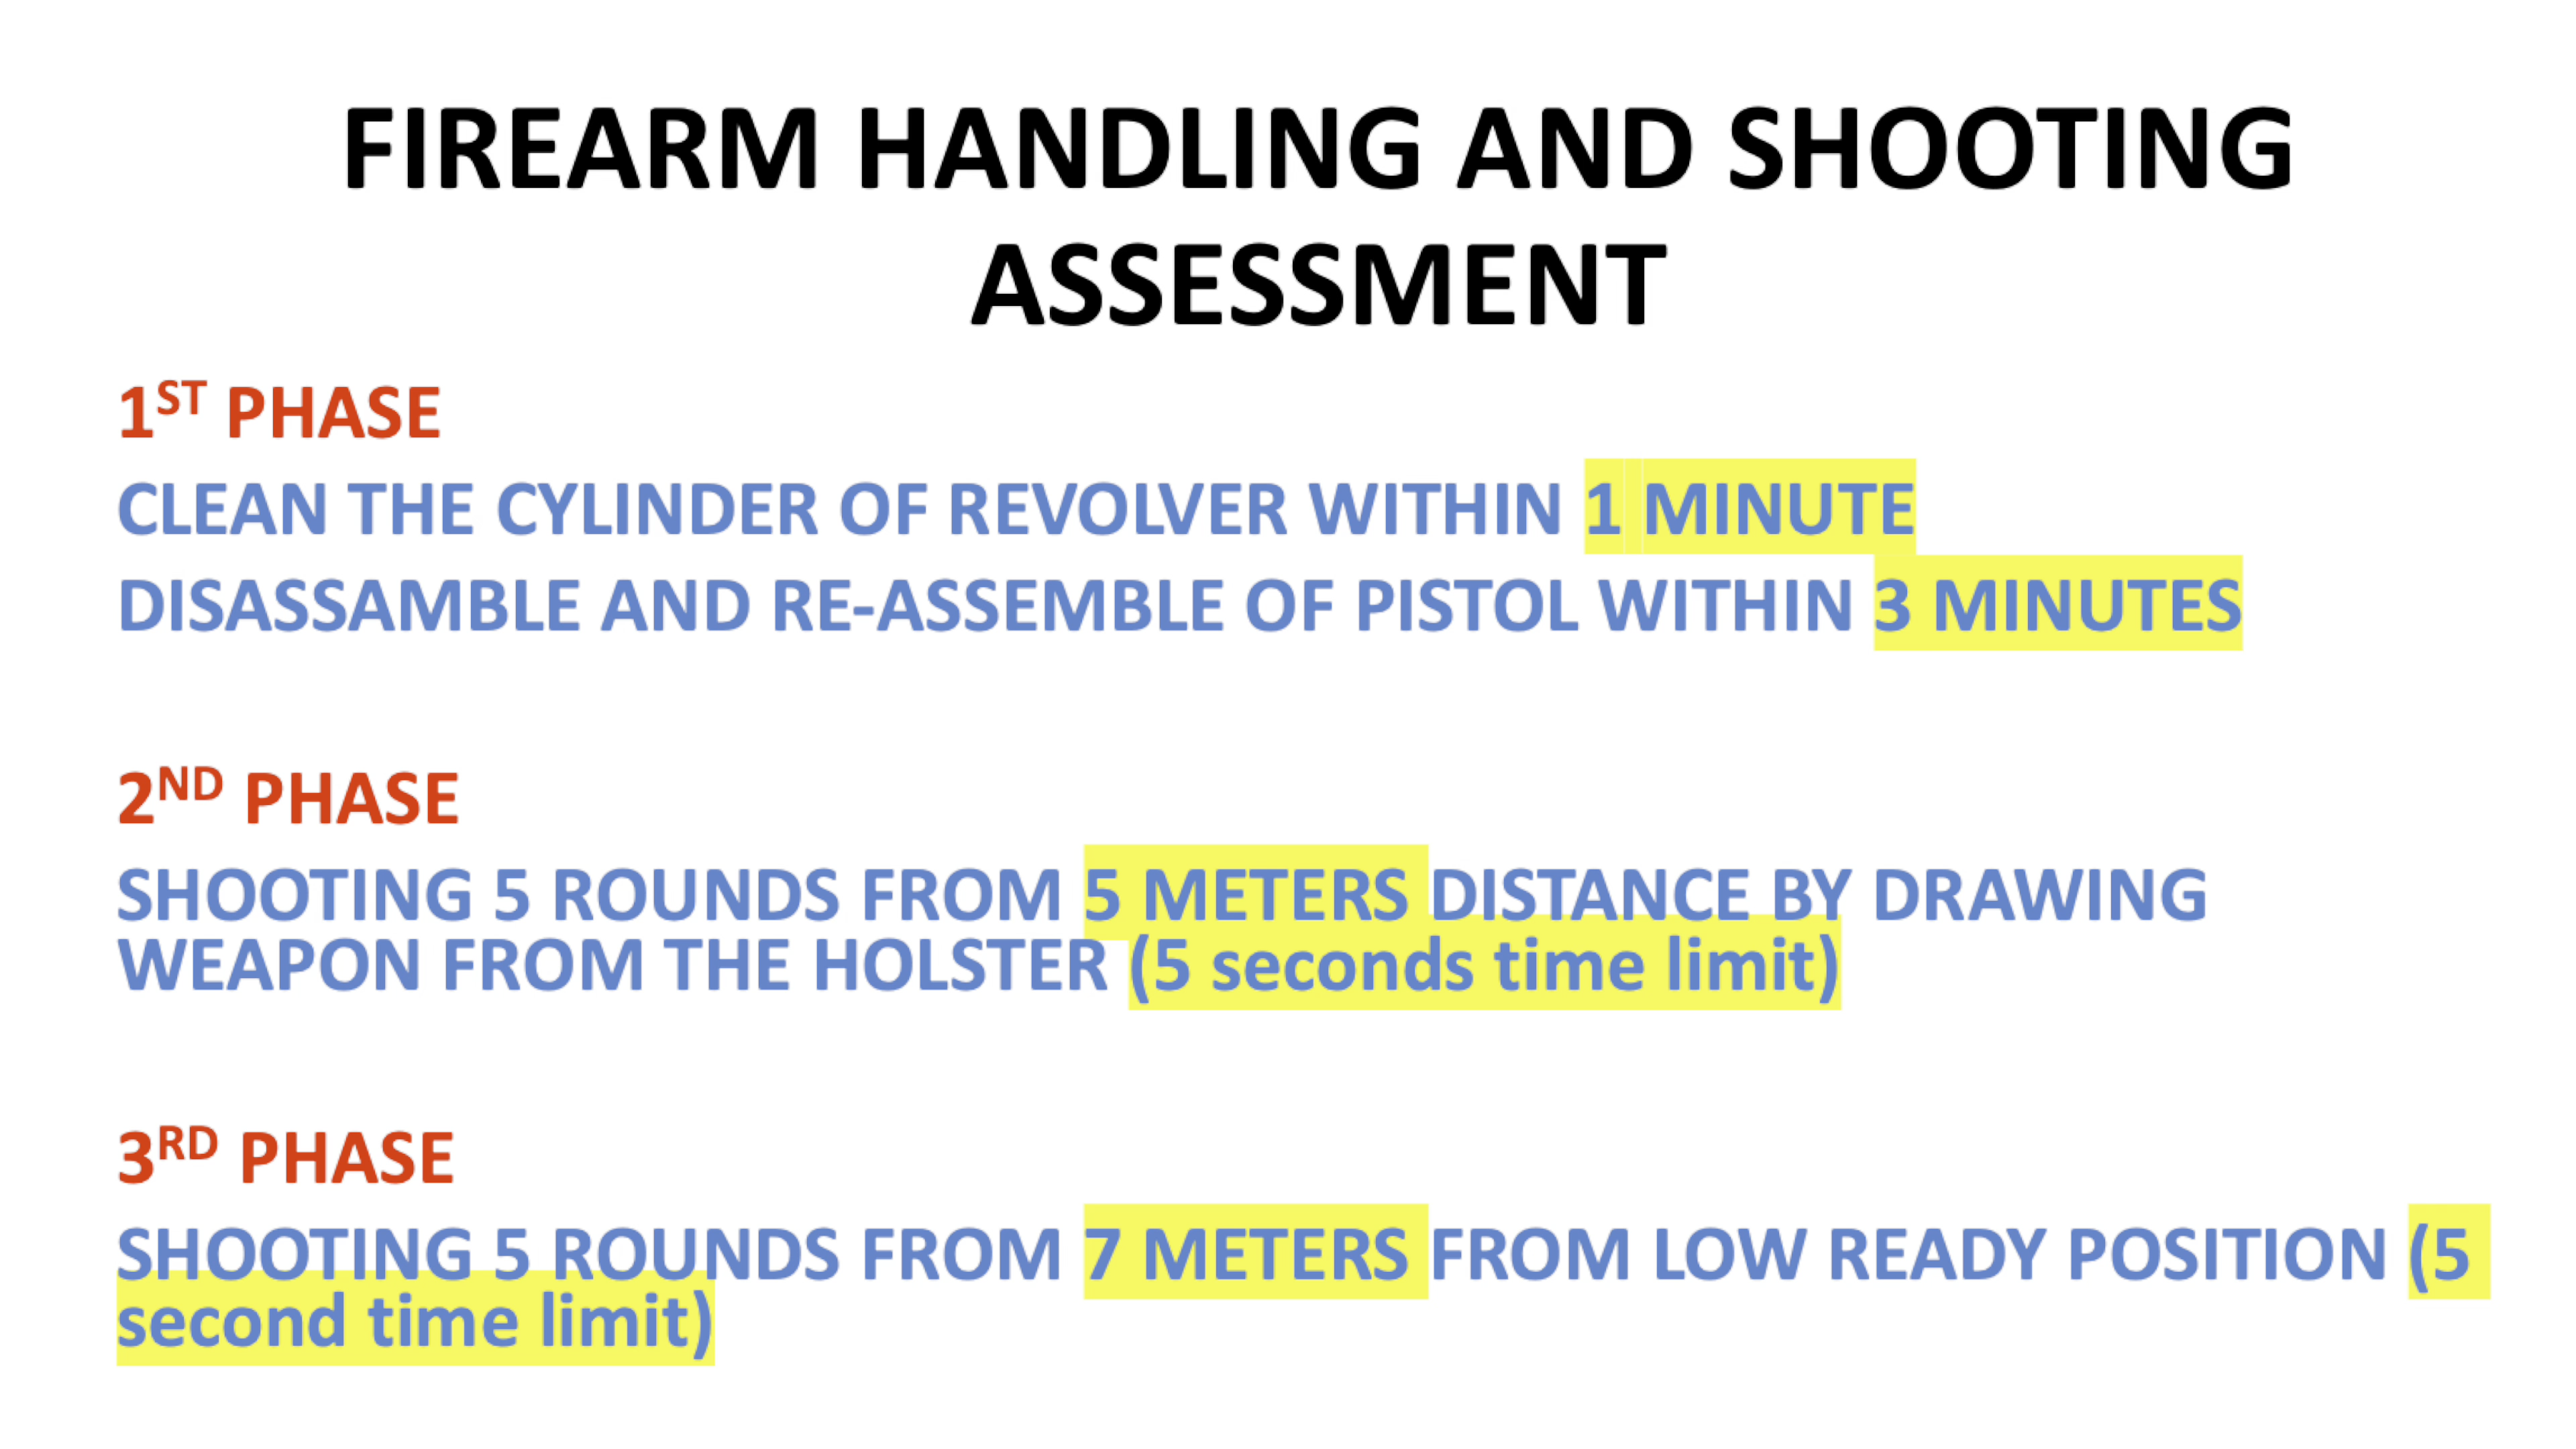 FIREARM HANDLING AND SHOOTING
ASSESSMENT
1ST PHASE
CLEAN THE CYLINDER OF REVOLVER WITHIN 1 MINUTE
DISASSAMBLE AND RE-ASSEMBLE OF PISTOL WITHIN 3 MINUTES
2ND PHASE
SHOOTING 5 ROUNDS FROM 5 METERS DISTANCE BY DRAWING
WEAPON FROM THE HOLSTER (5 seconds time limit)
3RD PHASE
SHOOTING 5 ROUNDS FROM 7 METERS FROM LOW READY POSITION (5
second time limit)